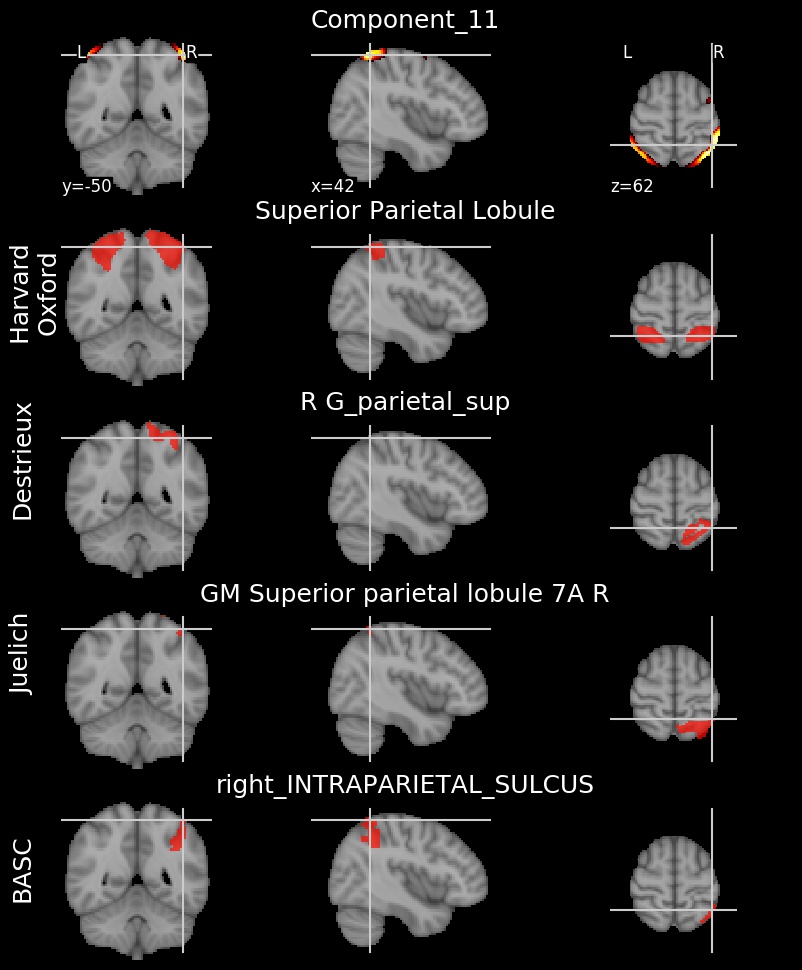 Component_11
L
R
L
R
y=-50
x=42
z=62
Superior Parietal Lobule
Harvard
Oxford
R G_parietal_sup
Destrieux
GM Superior parietal lobule 7A R
Juelich
right_INTRAPARIETAL_SULCUS
BASC